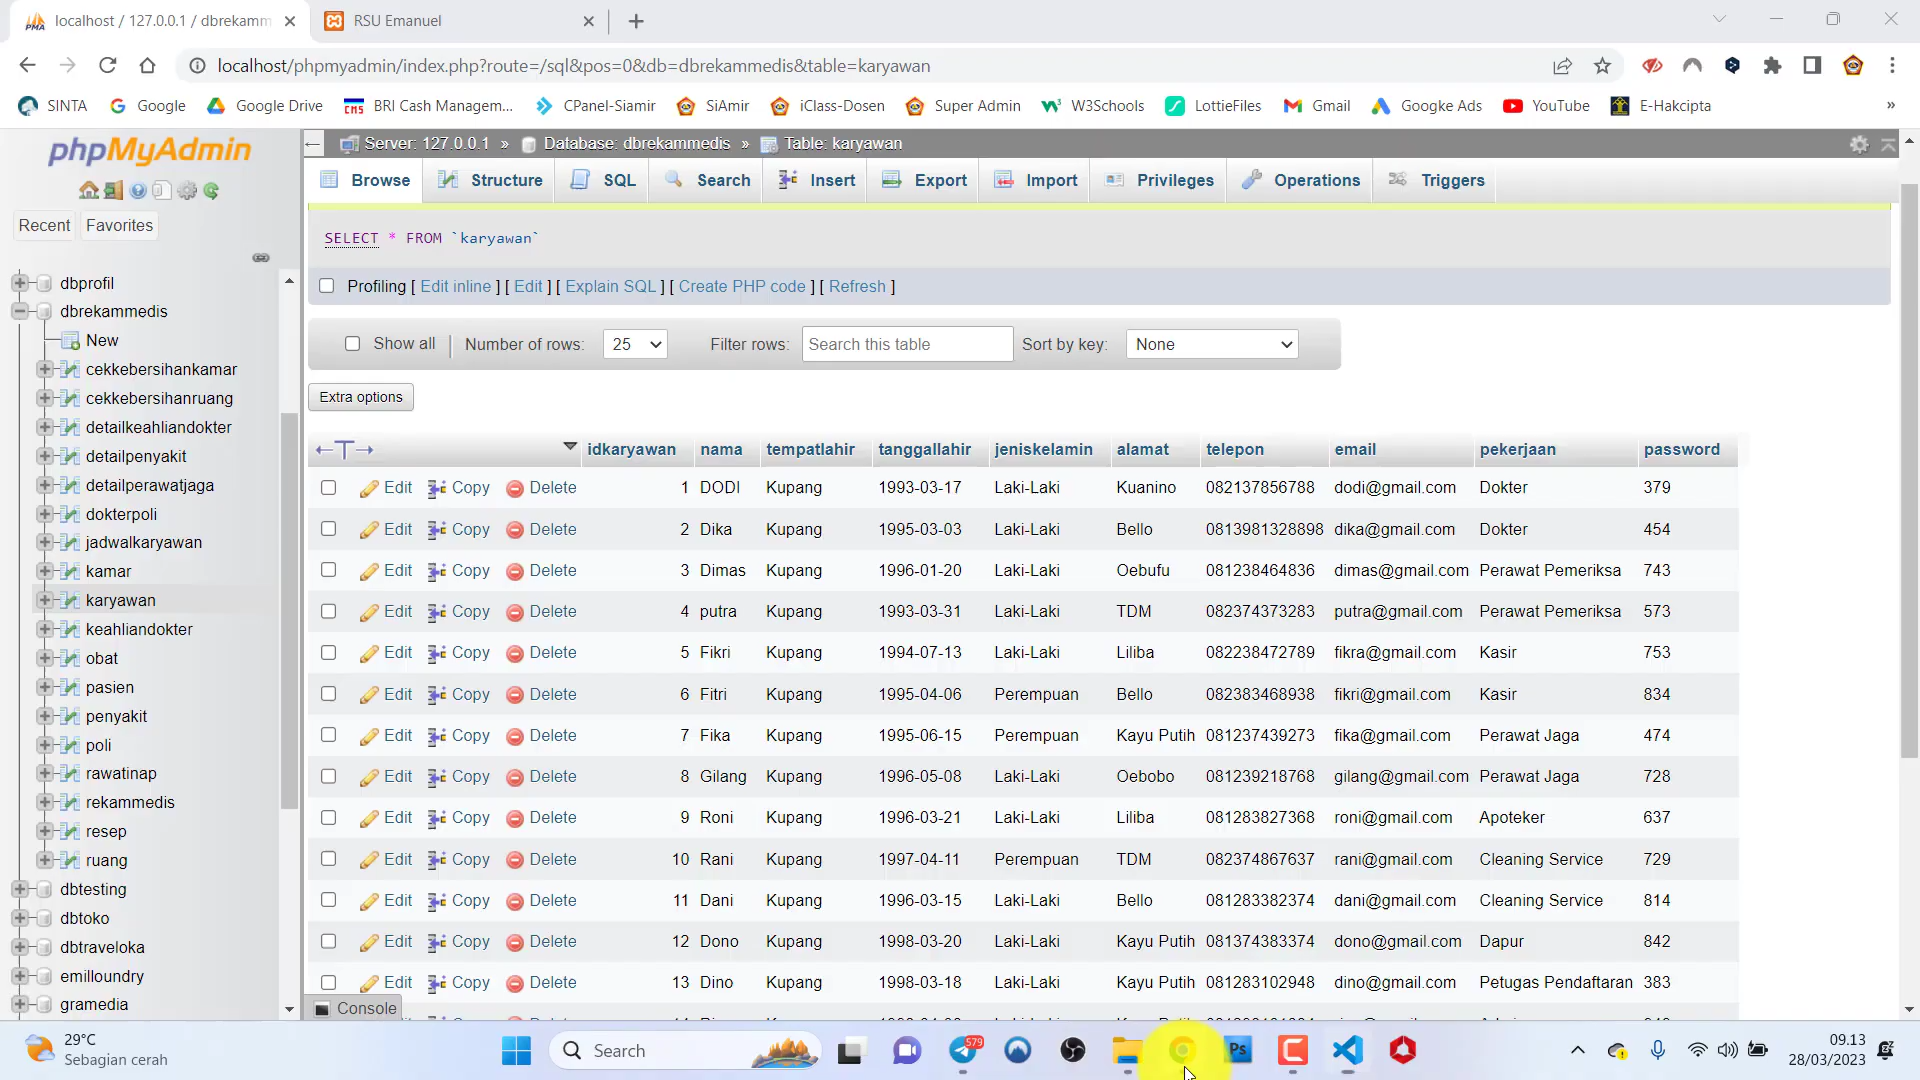 localhost / 127.0.0.1 / dbrekamm
RSU Emanuel
localhost/phpmyadmin/index.php?route=/sql&pos=0&db=dbrekammedis&table=karyawan
SINTA Google Google Drive BRI Cash Managem... CPanel-Siamir SiAmir iClass-Dosen Super Admin W3Schools LottieFiles Gmail Googke Ads YouTube E-Hakcipta »
phpMyAdmin
Recent Favorites
dbprofil
dbrekammedis
New
cekkebersihankamar
cekkebersihanruang
detailkeahliandokter
detailpenyakit
detailperawatjaga
dokterpoli
jadwalkaryawan
kamar
karyawan
keahliandokter
obat
pasien
penyakit
poli
rawatinap
rekammedis
resep
ruang
dbtesting
dbtoko
dbtraveloka
emilloundry
gramedia
Server: 127.0.0.1 » Database: dbrekammedis » Table: karyawan
Browse Structure SQL Search Insert Export Import Privileges Operations Triggers
SELECT * FROM `karyawan`
Profiling [ Edit inline ] [ Edit ] [ Explain SQL ] [ Create PHP code ] [ Refresh ]
Show all Number of rows: 25 Filter rows: Search this table Sort by key: None
Extra options
←T→ idkaryawan nama tempatlahir tanggallahir jeniskelamin alamat telepon email pekerjaan password
Edit Copy Delete 1 DODI Kupang 1993-03-17 Laki-Laki Kuanino 082137856788 dodi@gmail.com Dokter 379
Edit Copy Delete 2 Dika Kupang 1995-03-03 Laki-Laki Bello 0813981328898 dika@gmail.com Dokter 454
Edit Copy Delete 3 Dimas Kupang 1996-01-20 Laki-Laki Oebufu 081238464836 dimas@gmail.com Perawat Pemeriksa 743
Edit Copy Delete 4 putra Kupang 1993-03-31 Laki-Laki TDM 082374373283 putra@gmail.com Perawat Pemeriksa 573
Edit Copy Delete 5 Fikri Kupang 1994-07-13 Laki-Laki Liliba 082238472789 fikra@gmail.com Kasir 753
Edit Copy Delete 6 Fitri Kupang 1995-04-06 Perempuan Bello 082383468938 fikri@gmail.com Kasir 834
Edit Copy Delete 7 Fika Kupang 1995-06-15 Perempuan Kayu Putih 081237439273 fika@gmail.com Perawat Jaga 474
Edit Copy Delete 8 Gilang Kupang 1996-05-08 Laki-Laki Oebobo 081239218768 gilang@gmail.com Perawat Jaga 728
Edit Copy Delete 9 Roni Kupang 1996-03-21 Laki-Laki Liliba 081283827368 roni@gmail.com Apoteker 637
Edit Copy Delete 10 Rani Kupang 1997-04-11 Perempuan TDM 082374867637 rani@gmail.com Cleaning Service 729
Edit Copy Delete 11 Dani Kupang 1996-03-15 Laki-Laki Bello 081283382374 dani@gmail.com Cleaning Service 814
Edit Copy Delete 12 Dono Kupang 1998-03-20 Laki-Laki Kayu Putih 081374383374 dono@gmail.com Dapur 842
Edit Copy Delete 13 Dino Kupang 1998-03-18 Laki-Laki Kayu Putih 081283102948 dino@gmail.com Petugas Pendaftaran 383
Console
29°C
Sebagian cerah
Search
579
Ps
09.13
28/03/2023